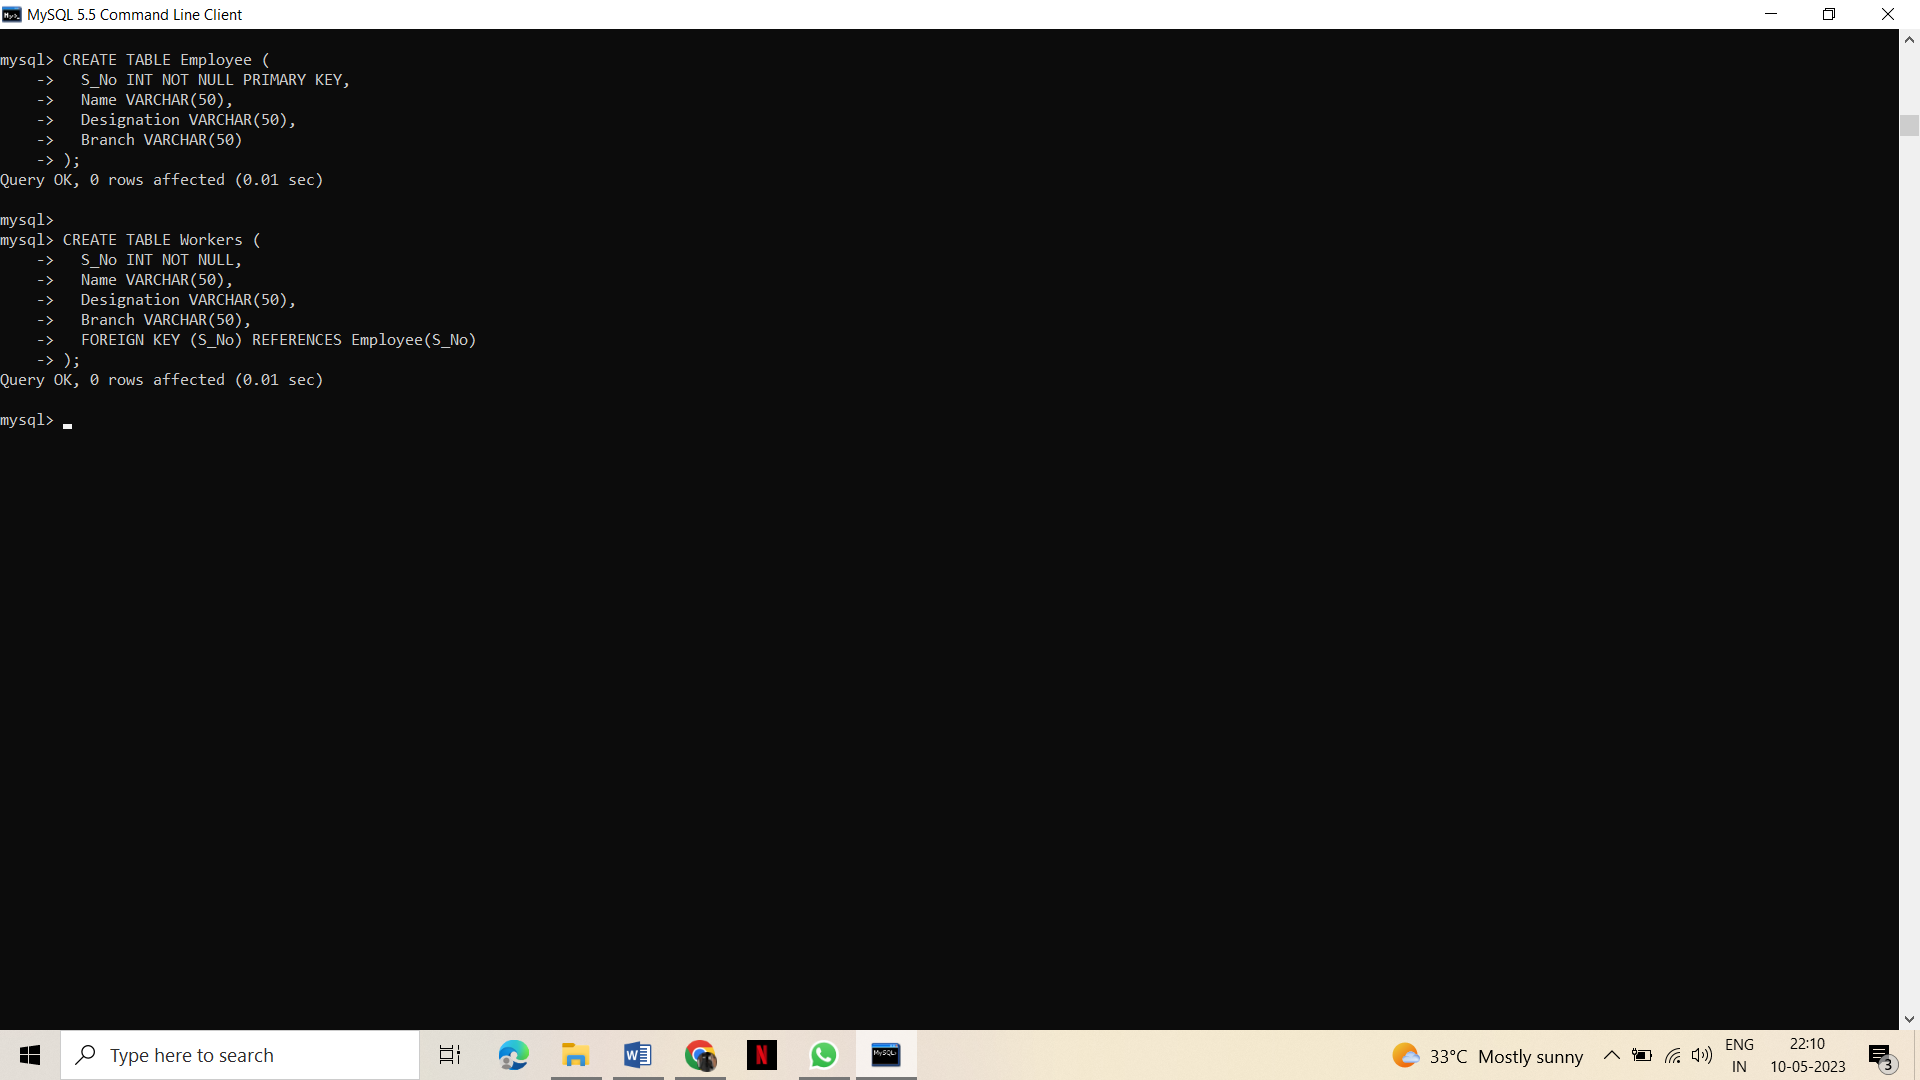 MySQL 5.5 Command Line Client
mysql> CREATE TABLE Employee (
    ->   S_No INT NOT NULL PRIMARY KEY,
    ->   Name VARCHAR(50),
    ->   Designation VARCHAR(50),
    ->   Branch VARCHAR(50)
    -> );
Query OK, 0 rows affected (0.01 sec)
mysql>
mysql> CREATE TABLE Workers (
    ->   S_No INT NOT NULL,
    ->   Name VARCHAR(50),
    ->   Designation VARCHAR(50),
    ->   Branch VARCHAR(50),
    ->   FOREIGN KEY (S_No) REFERENCES Employee(S_No)
    -> );
Query OK, 0 rows affected (0.01 sec)
mysql>
Type here to search
33°C Mostly sunny
ENG
IN
22:10
10-05-2023
3